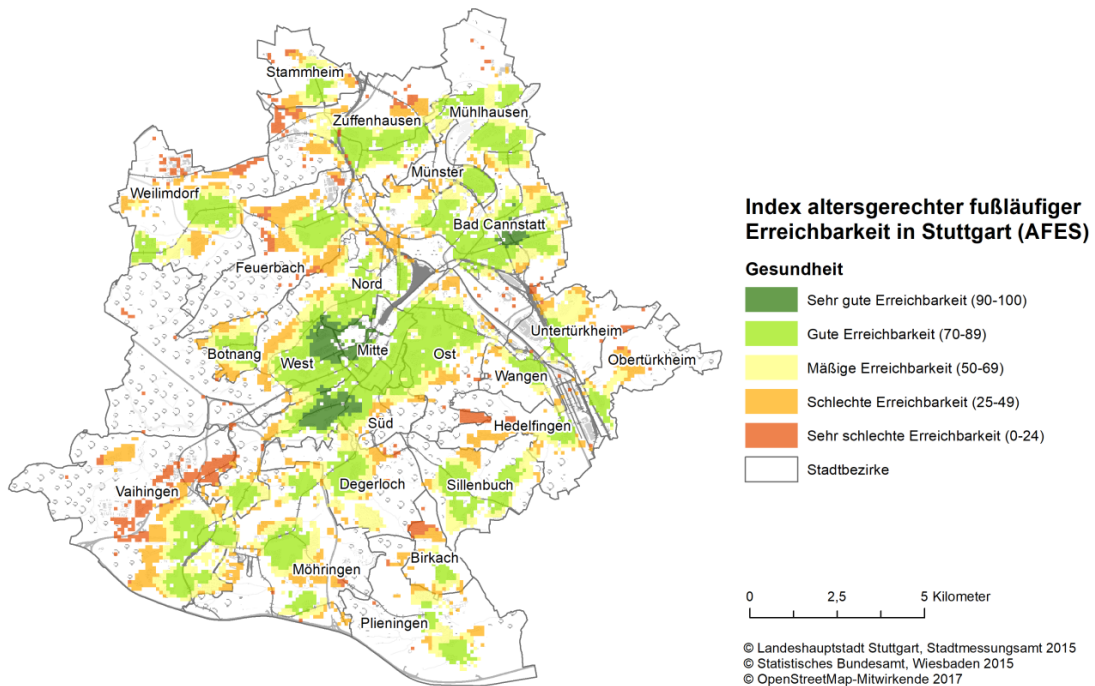 Stammheim
Zuffenhausen
Mühlhausen
Münster
Weilimdorf
Bad Cannstatt
Feuerbach
Nord
Untertürkheim
Botnang
West
Mitte
Ost
Obertürkheim
Wangen
Süd
Hedelfingen
Vaihingen
Degerloch
Sillenbuch
Birkach
Möhringen
Plieningen
Index altersgerechter fußläufiger
Erreichbarkeit in Stuttgart (AFES)
Gesundheit
Sehr gute Erreichbarkeit (90-100)
Gute Erreichbarkeit (70-89)
Mäßige Erreichbarkeit (50-69)
Schlechte Erreichbarkeit (25-49)
Sehr schlechte Erreichbarkeit (0-24)
Stadtbezirke
0 2,5 5 Kilometer
© Landeshauptstadt Stuttgart, Stadtmessungsamt 2015
© Statistisches Bundesamt, Wiesbaden 2015
© OpenStreetMap-Mitwirkende 2017